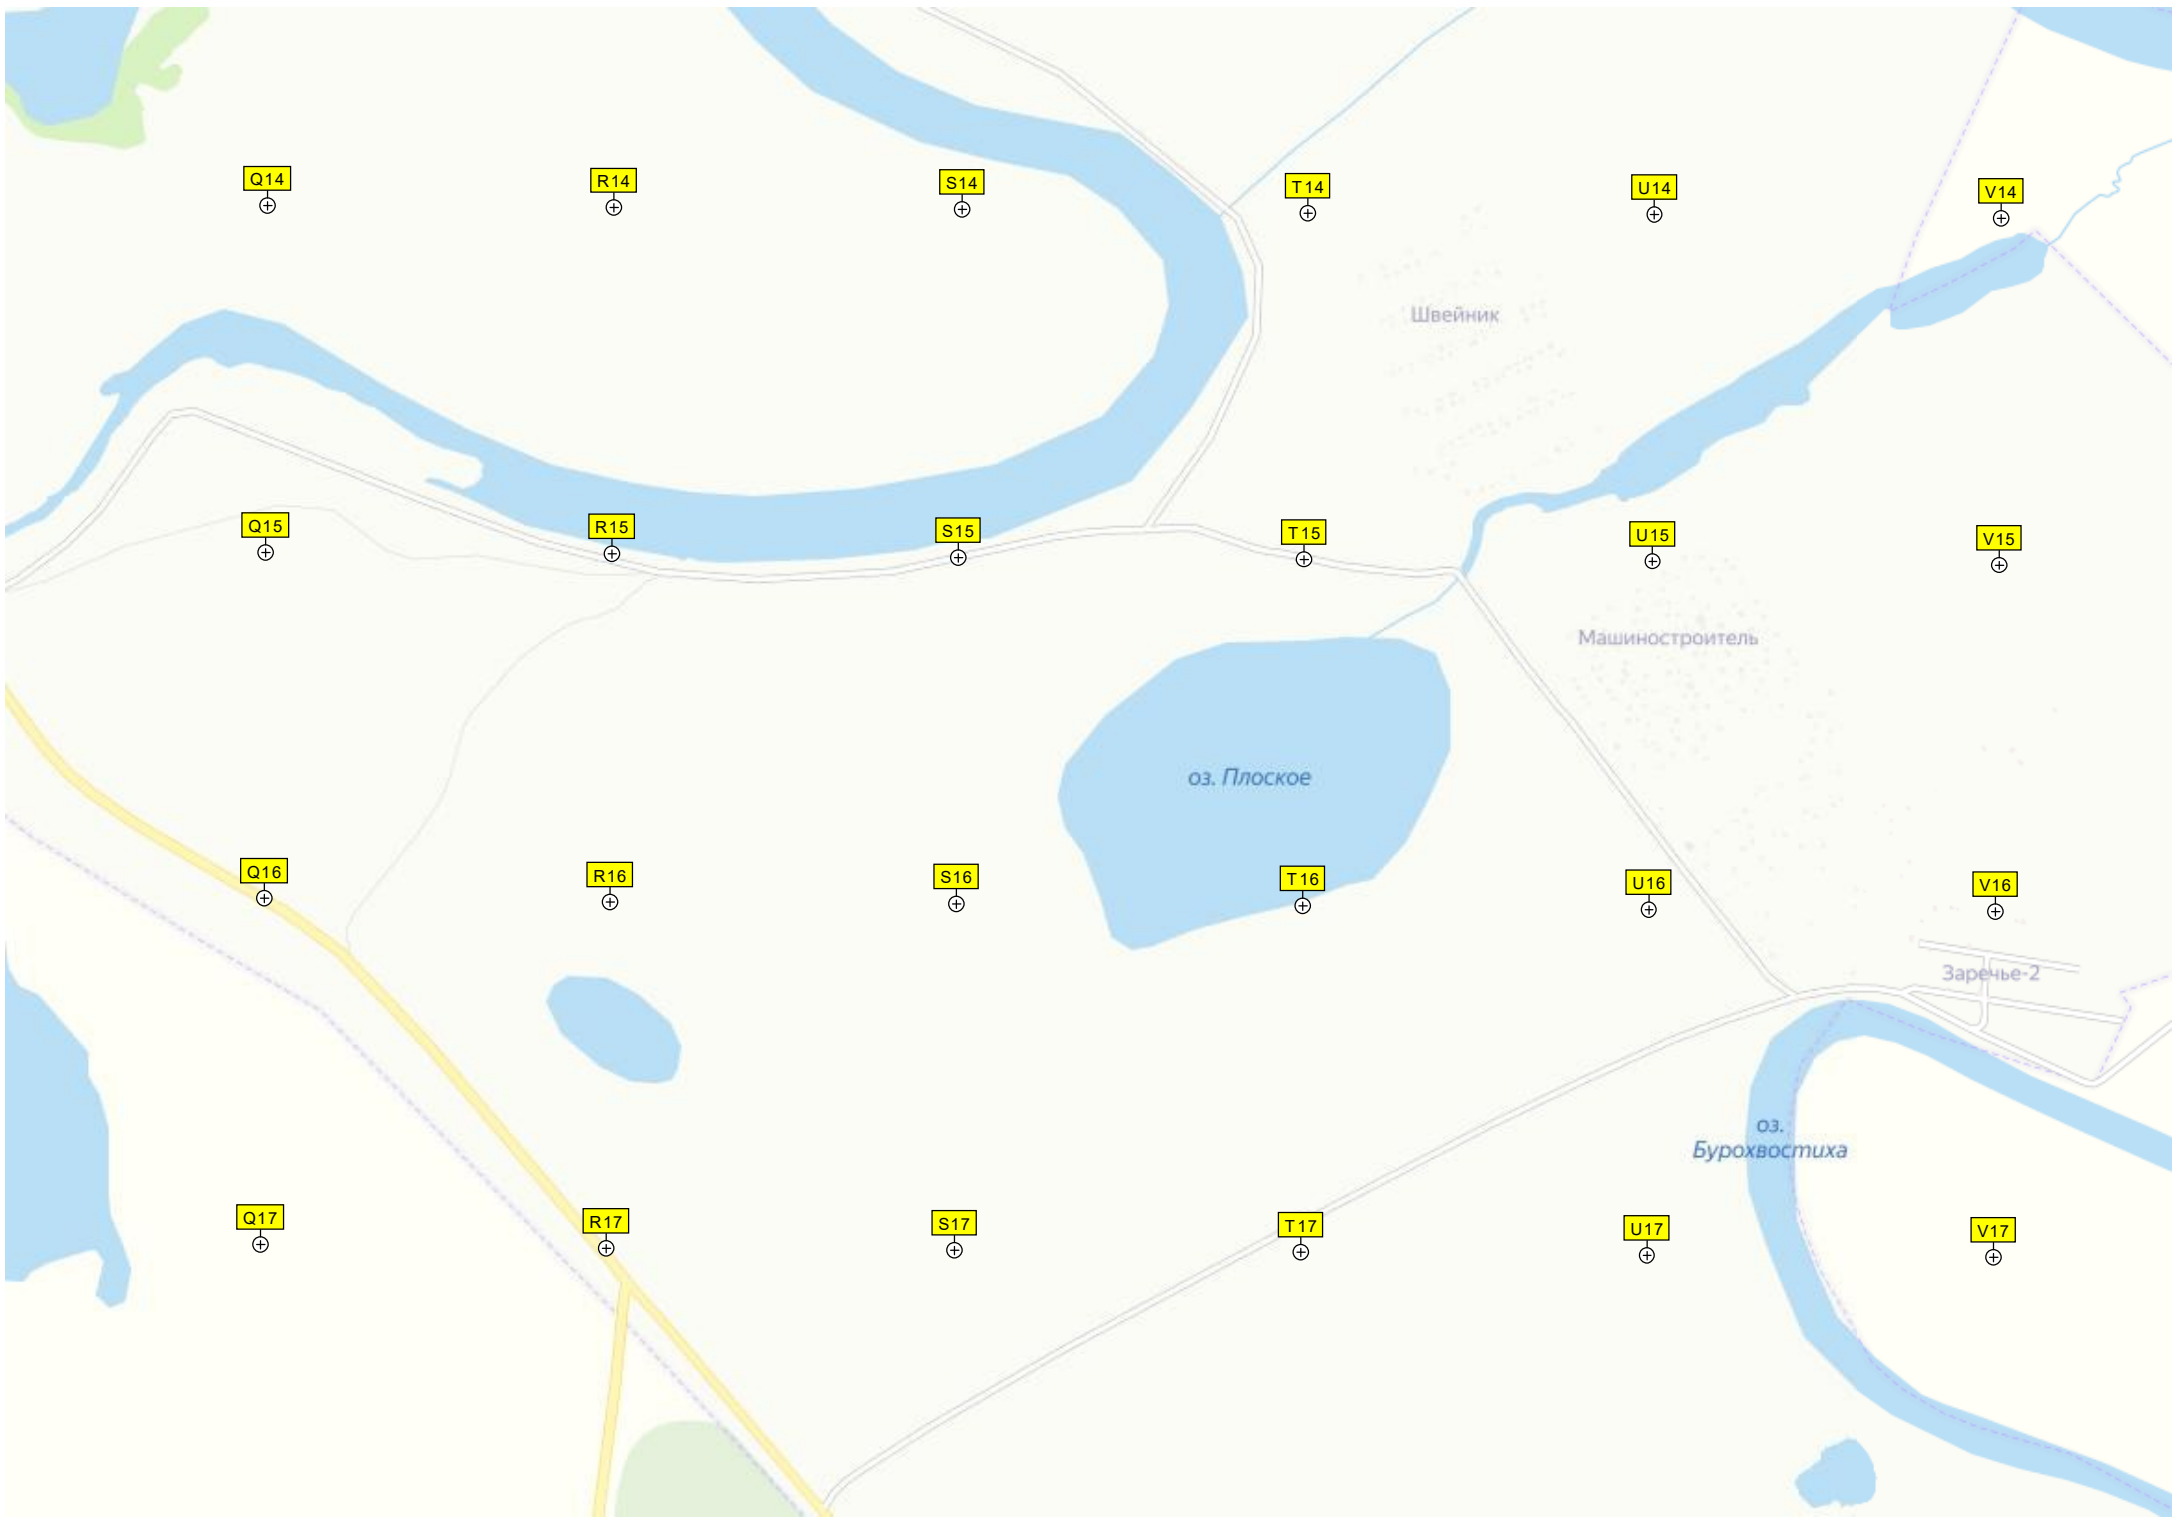 Q14 R14 S14 T14 U14 V14
Швейник
Q15 R15 S15 T15 U15 V15
Машиностроитель
оз. Плоское
Q16 R16 S16 T16 U16 V16
Заречье-2
оз.
Бурохвостиха
Q17 R17 S17 T17 U17 V17